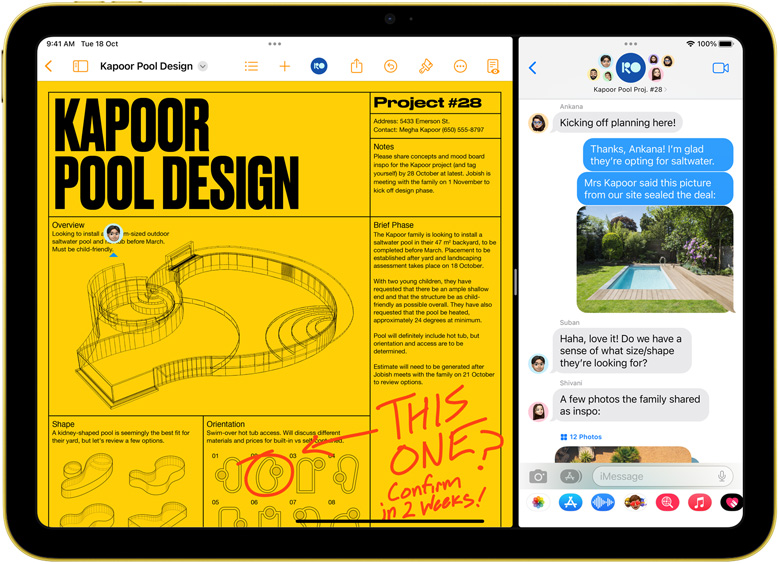 9:41 AM Tue 18 Oct
100%
Kapoor Pool Design
KAPOOR
POOL DESIGN
Project #28
Address: 5433 Emerson St.
Contact: Megha Kapoor (650) 555-8797
Notes
Please share concepts and mood
board inspo for the Kapoor project (and tag
yourself) by 28 October at latest. Jobish is
meeting with the family on 1 November to
kick off design phase.
Overview
Looking to install a m-sized outdoor
saltwater pool and tub before March.
Must be child-friendly.
Brief Phase
The Kapoor family is looking to install a
saltwater pool in their 47 m² backyard, to be
completed before March. Placement to be
established after yard and landscaping
assessment takes place on 18 October.
With two young children, they have
requested that there be an ample shallow
end and that the structure be as child-
friendly as possible overall. They have also
requested that the pool be heated,
approximately 24 degrees at minimum.
Pool will definitely include hot tub, but
orientation and access are to be
determined.
Estimate will need to be generated after
Jobish meets with the family on 21 October
to review options.
Shape
A kidney-shaped pool is seemingly the best fit for
their yard, but let's review a few options.
Orientation
Swim-over hot tub access. Will discuss different
materials and prices for built-in vs
01 02 03 04
05 06 07 08
THIS
ONE?
Confirm
in 2 weeks!
Kapoor Pool Proj. #28
Ankana
Kicking off planning here!
Thanks, Ankana! I'm glad
they're opting for saltwater.
Mrs Kapoor said this picture
from our site sealed the deal:
Suban
Haha, love it! Do we have a
sense of what size/shape
they're looking for?
Shivani
A few photos the family shared
as inspo:
12 Photos
iMessage